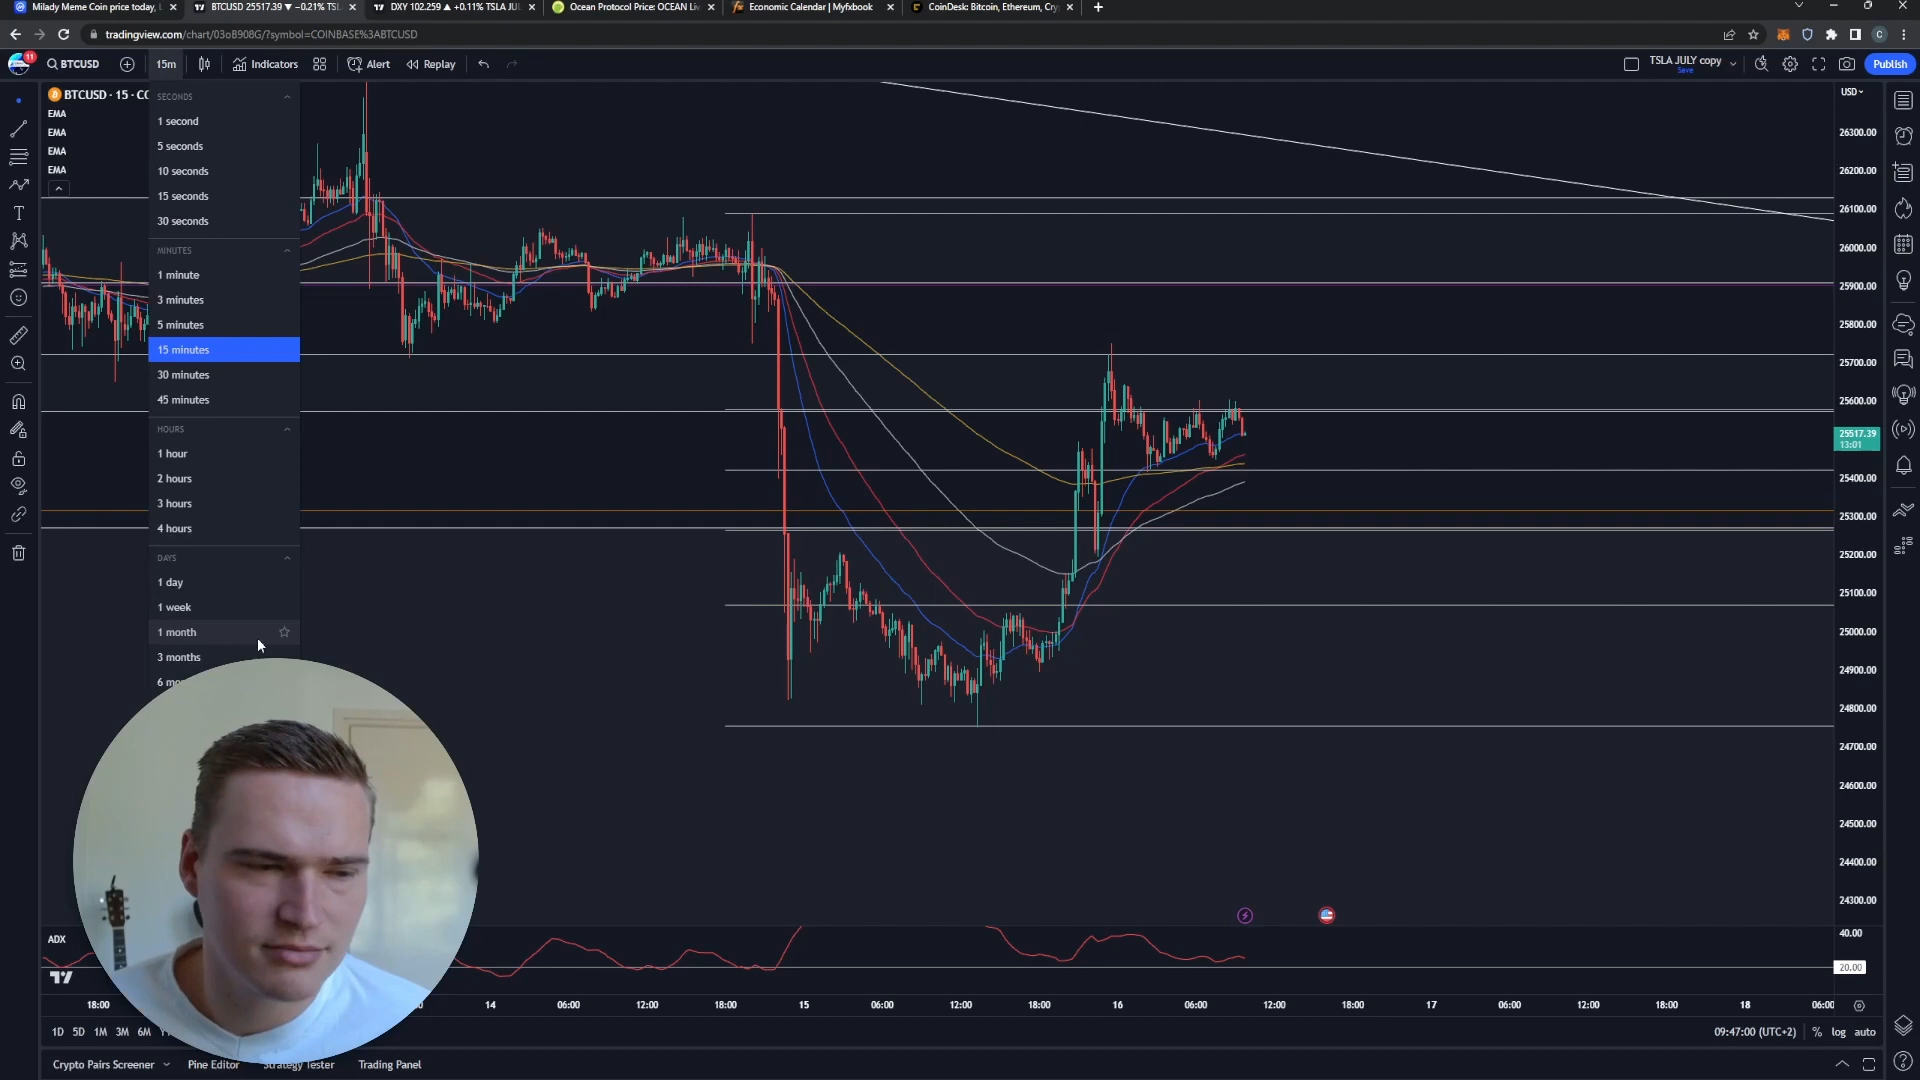 Milady Meme Coin price today,
BTCUSD 25517.39 ▼ −0.21% TSL
DXY 102.259 ▲ +0.11% TSLA JUL
Ocean Protocol Price: OCEAN Li
Economic Calendar | Myfxbook
CoinDesk: Bitcoin, Ethereum, Cry
tradingview.com/chart/03oB908G/?symbol=COINBASE%3ABTCUSD
C
11
BTCUSD
15m
Indicators
Alert
Replay
TSLA JULY copy
Save
Publish
BTCUSD · 15 · CO
EMA
EMA
EMA
EMA
SECONDS
1 second
5 seconds
10 seconds
15 seconds
30 seconds
MINUTES
1 minute
3 minutes
5 minutes
15 minutes
30 minutes
45 minutes
HOURS
1 hour
2 hours
3 hours
4 hours
DAYS
1 day
1 week
1 month
3 months
6 mo
USD
26300.00
26200.00
26100.00
26000.00
25900.00
25800.00
25700.00
25600.00
25517.39
13:01
25400.00
25300.00
25200.00
25100.00
25000.00
24900.00
24800.00
24700.00
24600.00
24500.00
24400.00
24300.00
ADX
40.00
20.00
18:00 14 06:00 12:00 18:00 15 06:00 12:00 18:00 16 06:00 12:00 18:00 17 06:00 12:00 18:00 18 06:00
1D 5D 1M 3M 6M
09:47:00 (UTC+2) % log auto
Crypto Pairs Screener
Pine Editor
Strategy Tester
Trading Panel